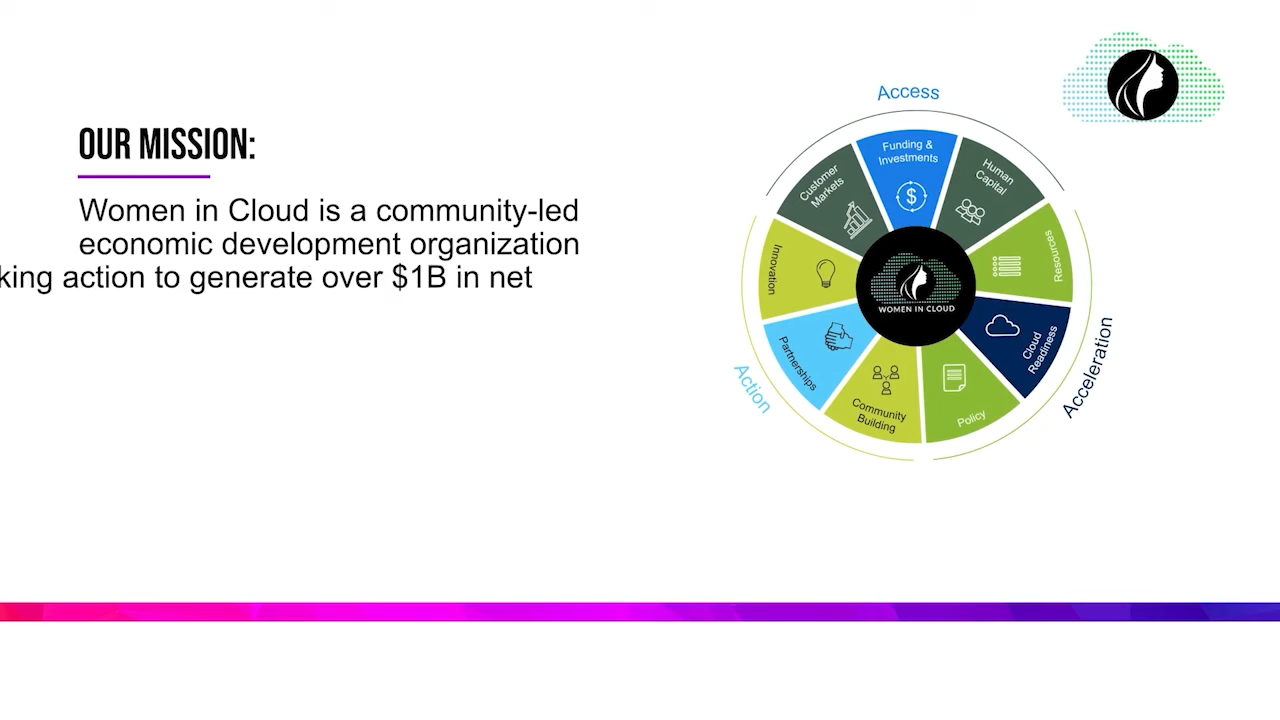 OUR MISSION:
Women in Cloud is a community-led
economic development organization
king action to generate over $1B in net
Access
Funding &
Investments
Human
Capital
Customer
Markets
Resources
Innovation
WOMEN IN CLOUD
Cloud
Readiness
Partnerships
Community
Building
Policy
Action
Acceleration